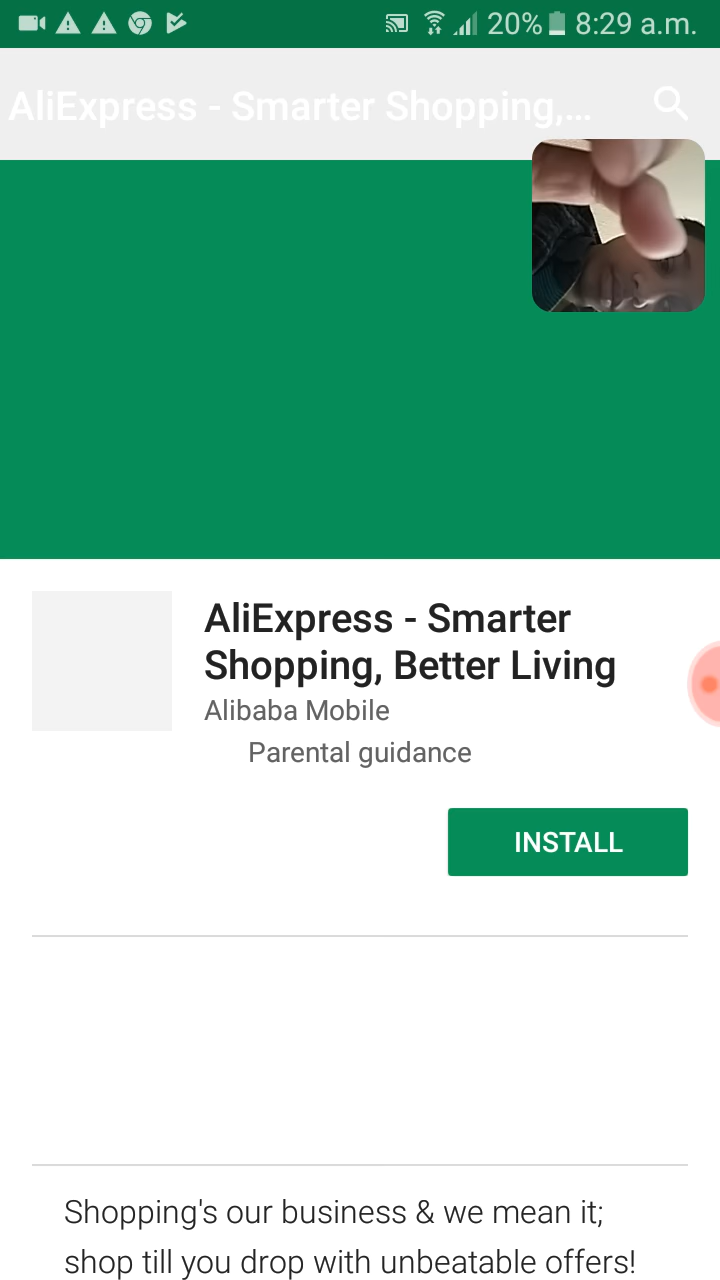 20% 8:29 a.m.
AliExpress - Smarter Shopping,...
AliExpress - Smarter
Shopping, Better Living
Alibaba Mobile
Parental guidance
INSTALL
Shopping's our business & we mean it;
shop till you drop with unbeatable offers!